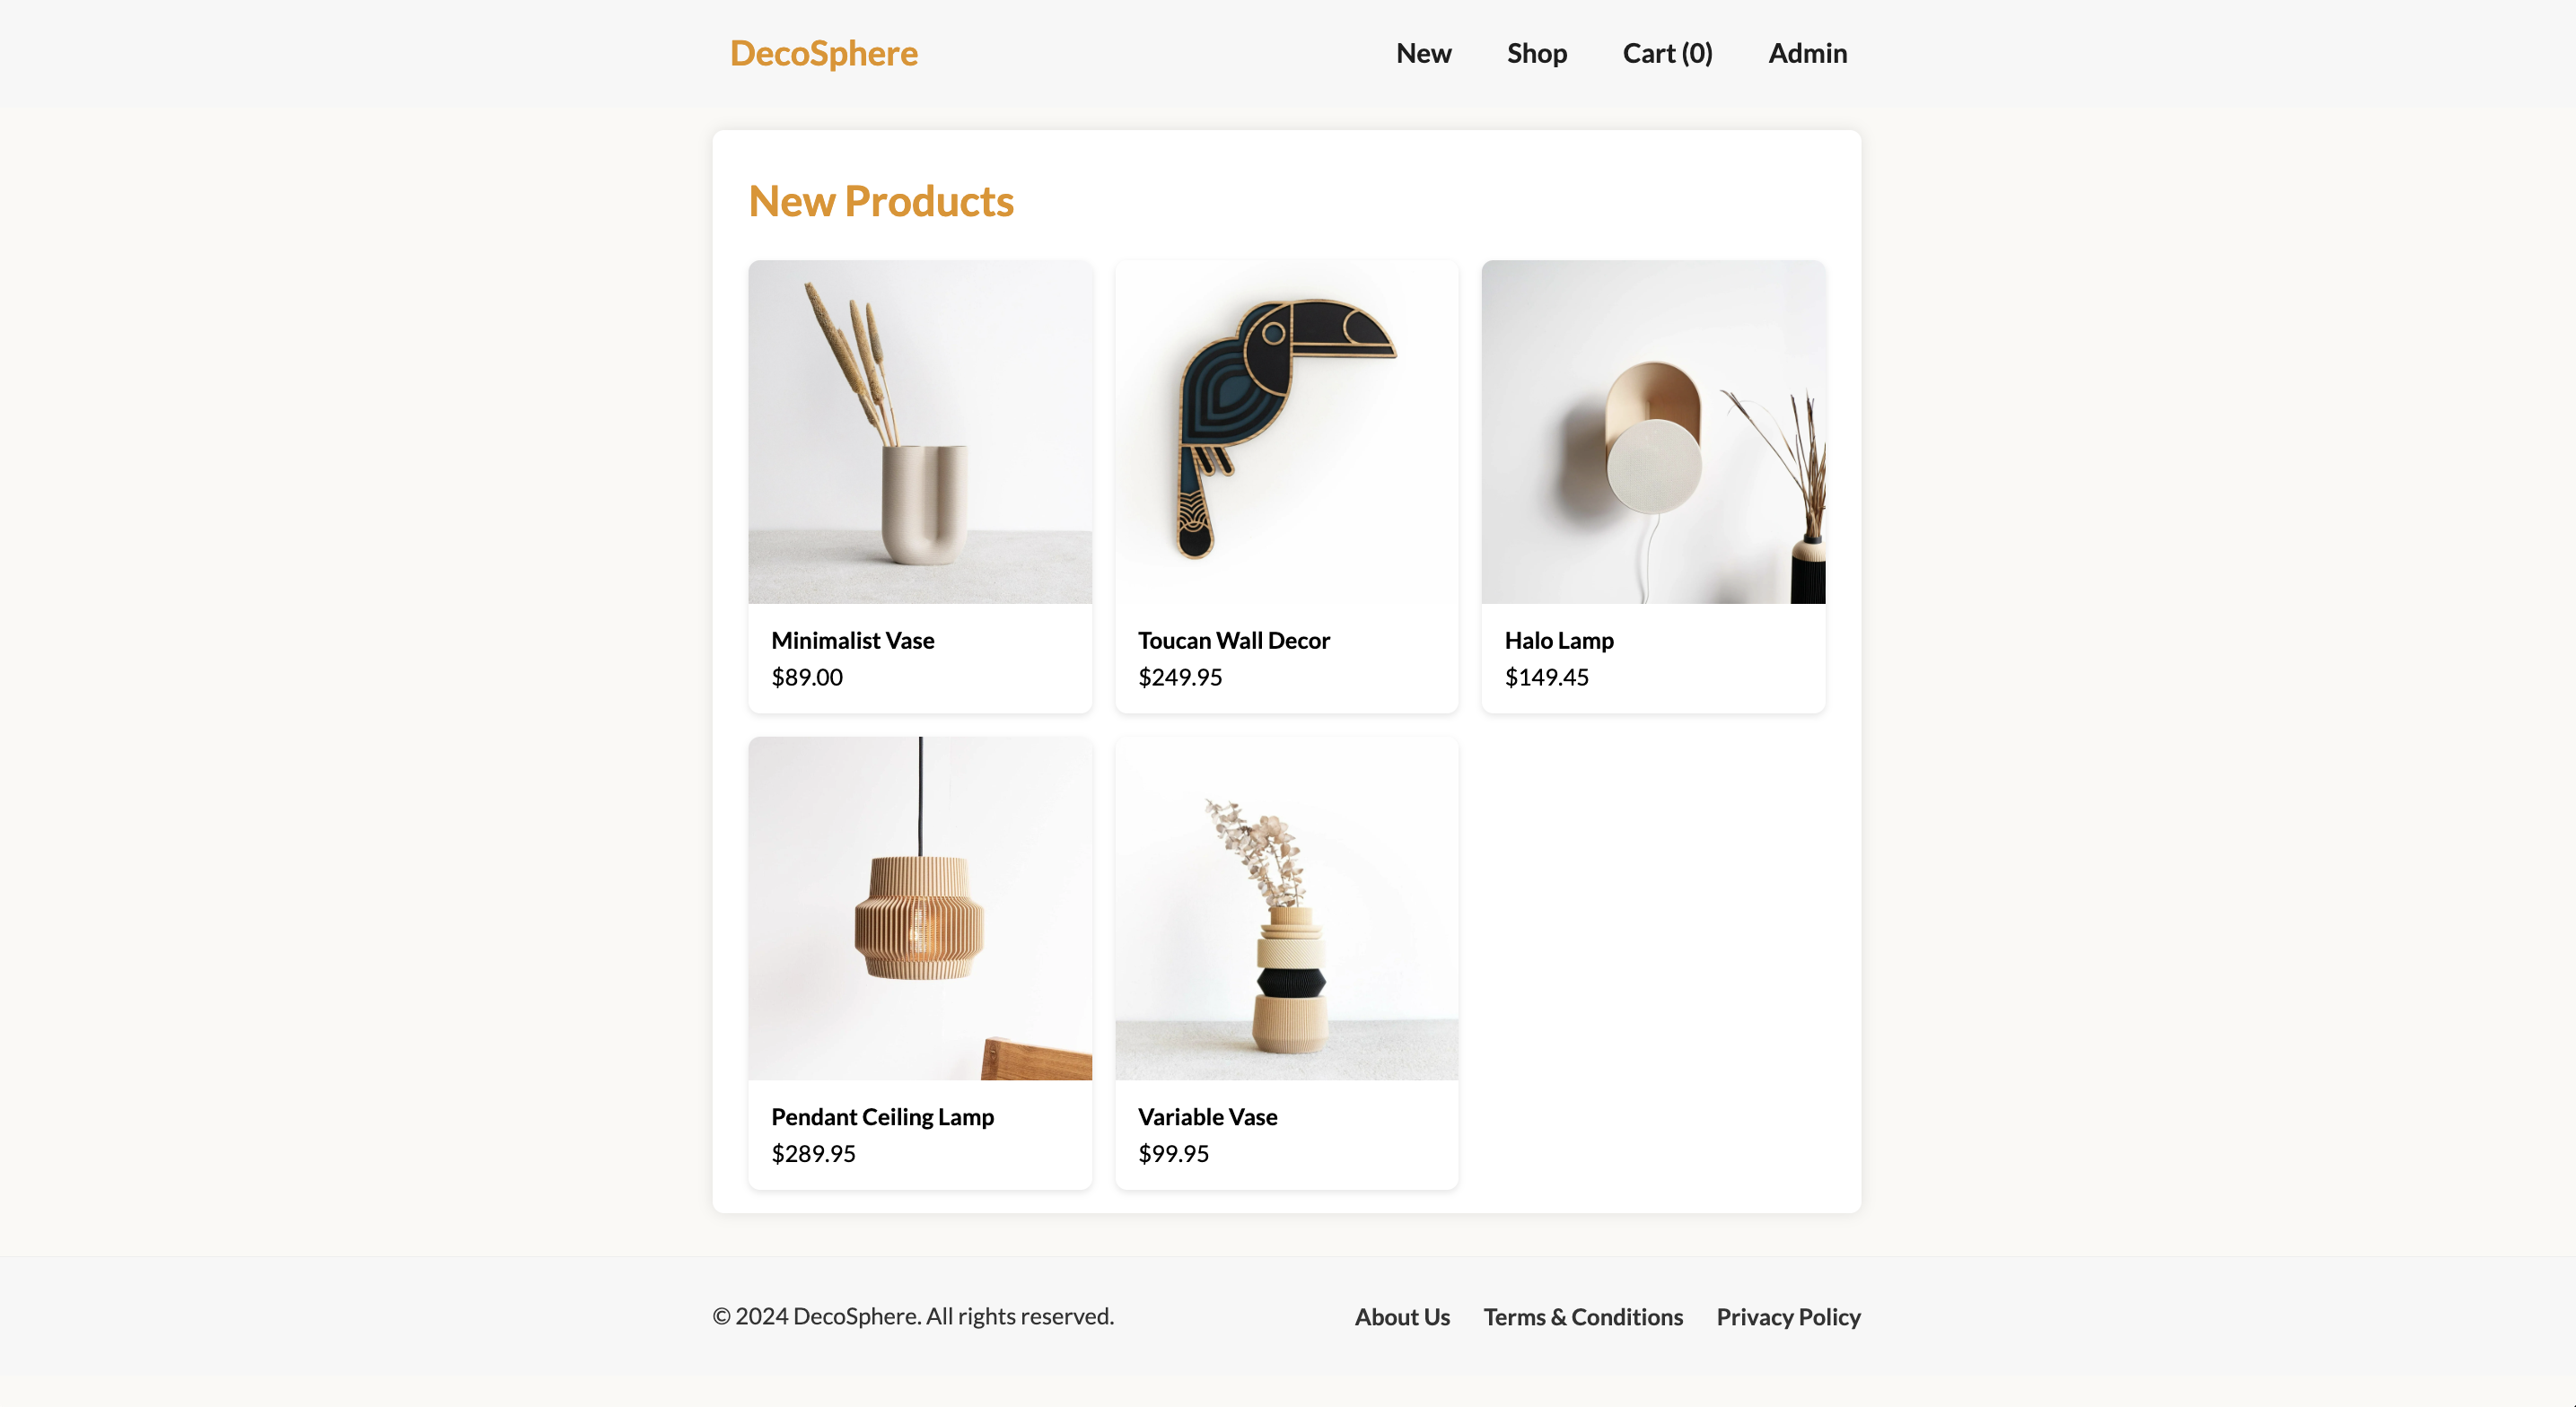 DecoSphere
New
Shop
Cart (0)
Admin
New Products
Minimalist Vase
$89.00
Toucan Wall Decor
$249.95
Halo Lamp
$149.45
Pendant Ceiling Lamp
$289.95
Variable Vase
$99.95
© 2024 DecoSphere. All rights reserved.
About Us
Terms & Conditions
Privacy Policy